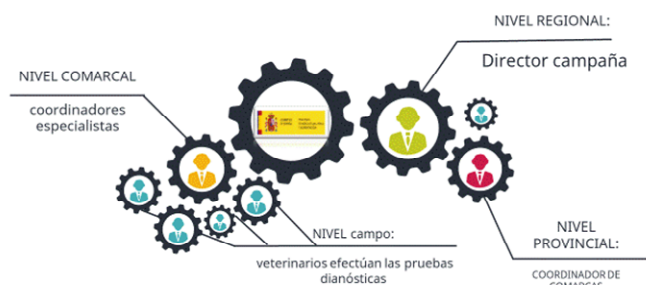 NIVEL REGIONAL:
Director campaña
NIVEL COMARCAL
coordinadores
especialistas
NIVEL campo:
veterinarios efectúan las pruebas
dianósticas
NIVEL
PROVINCIAL:
COORDINADOR DE
COMARCAS